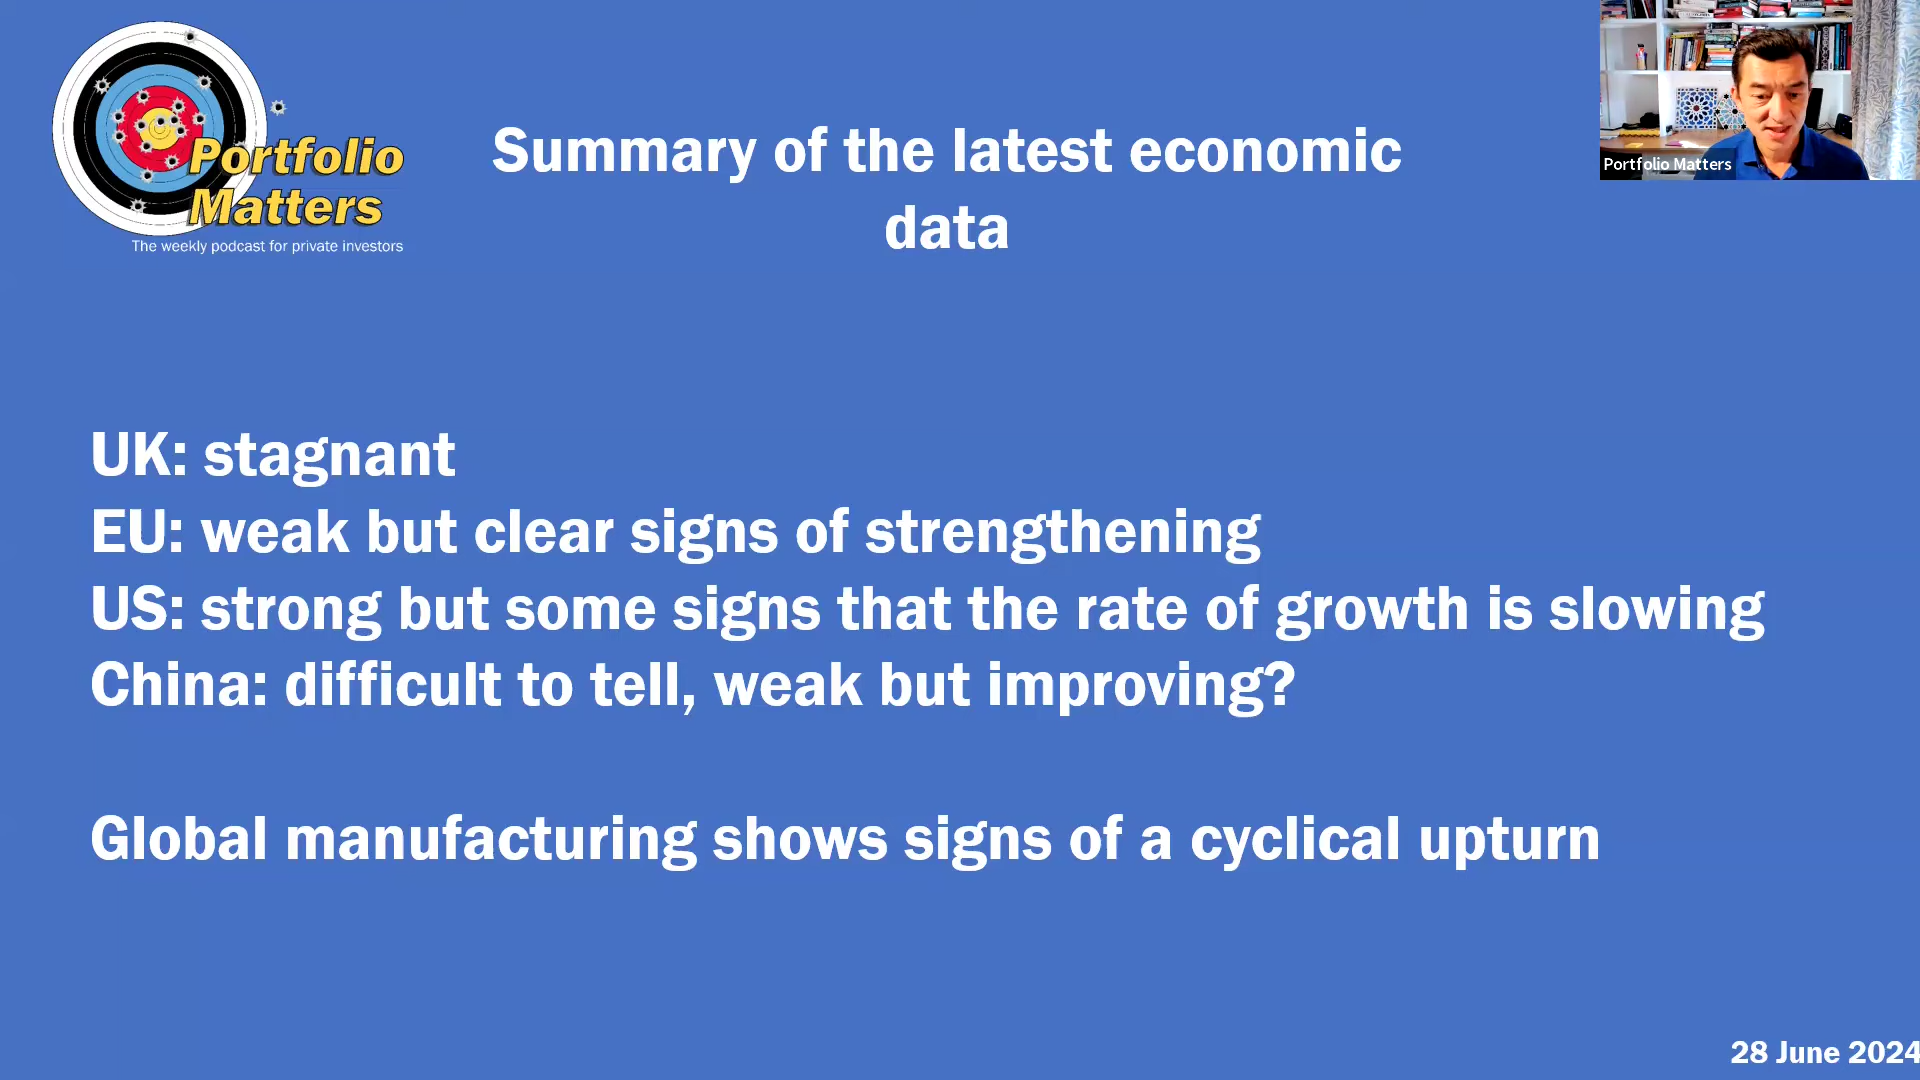 Portfolio
Matters
The weekly podcast for private investors
Summary of the latest economic
data
Portfolio Matters
UK: stagnant
EU: weak but clear signs of strengthening
US: strong but some signs that the rate of growth is slowing
China: difficult to tell, weak but improving?
Global manufacturing shows signs of a cyclical upturn
28 June 2024